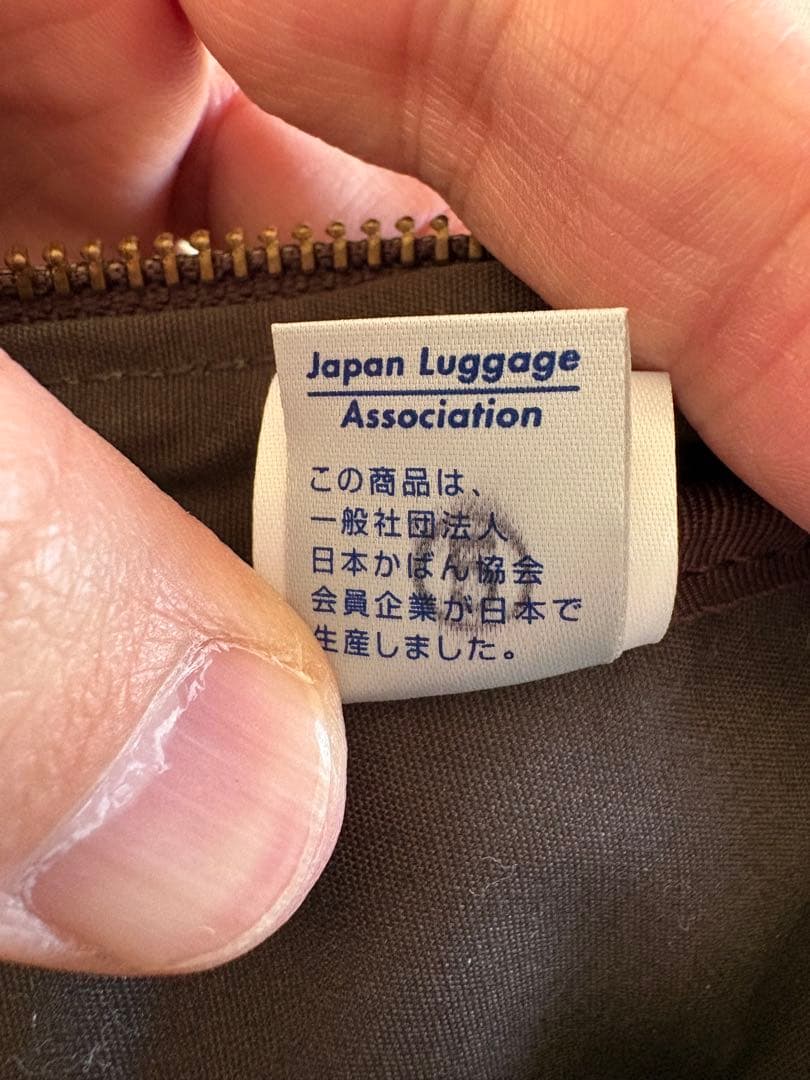 Japan Luggage
Association
この商品は、
一般社団法人
日本かばん協会
会員企業が日本で
生産しました。